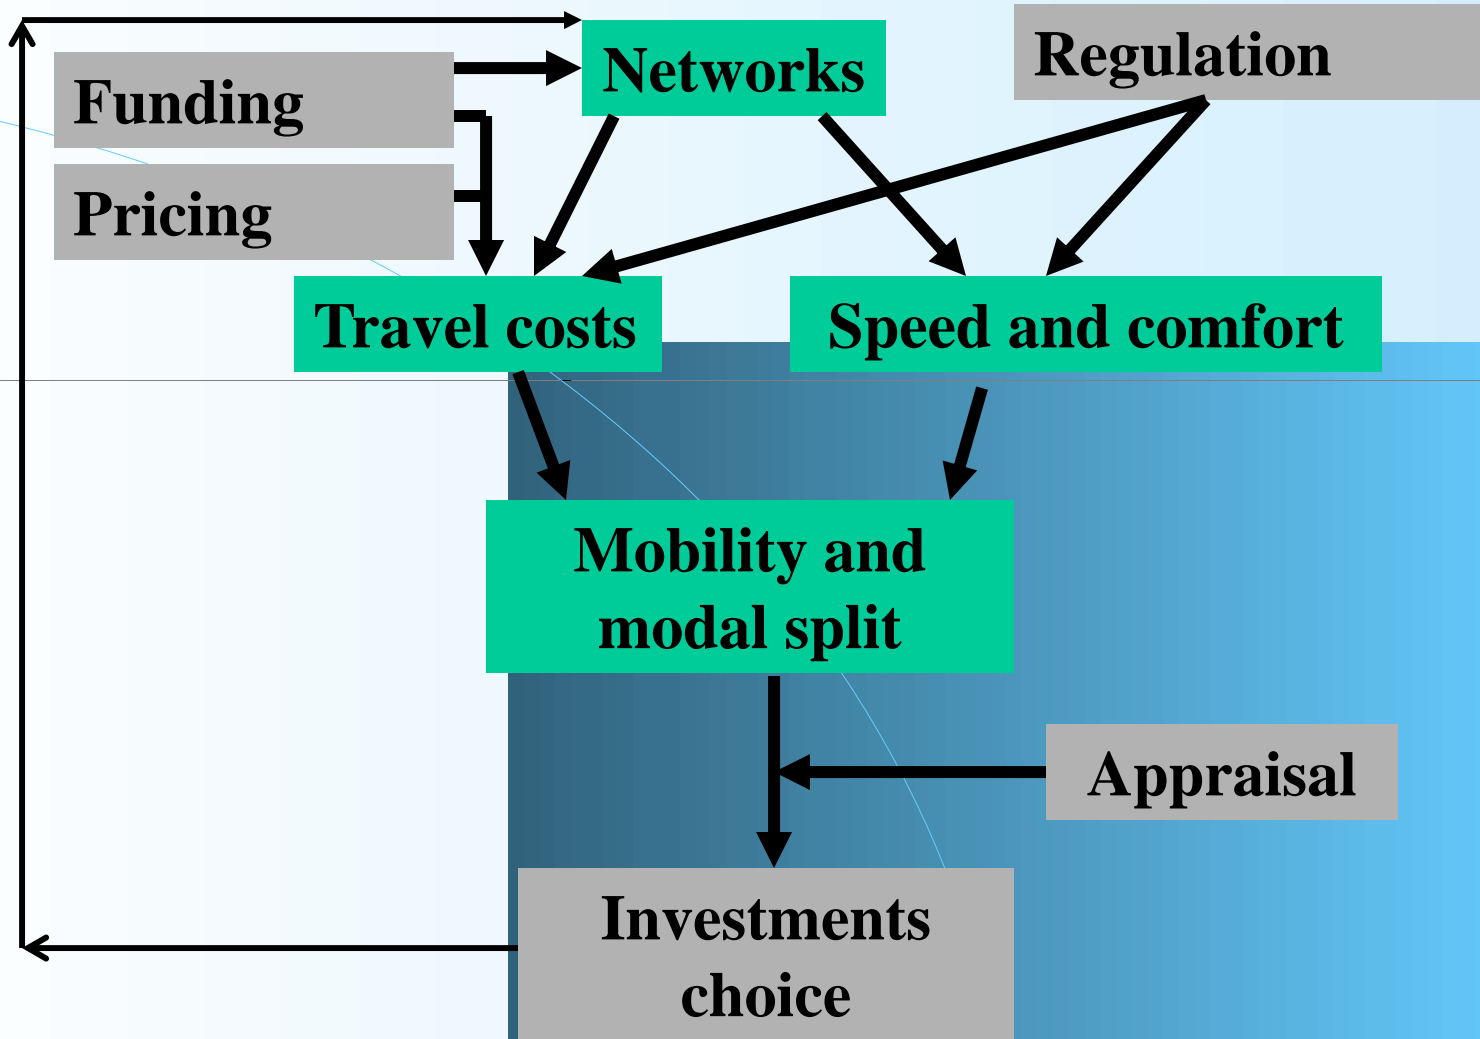 Networks
Regulation
Funding
Pricing
Travel costs
Speed and comfort
Mobility and
modal split
Appraisal
Investments
choice